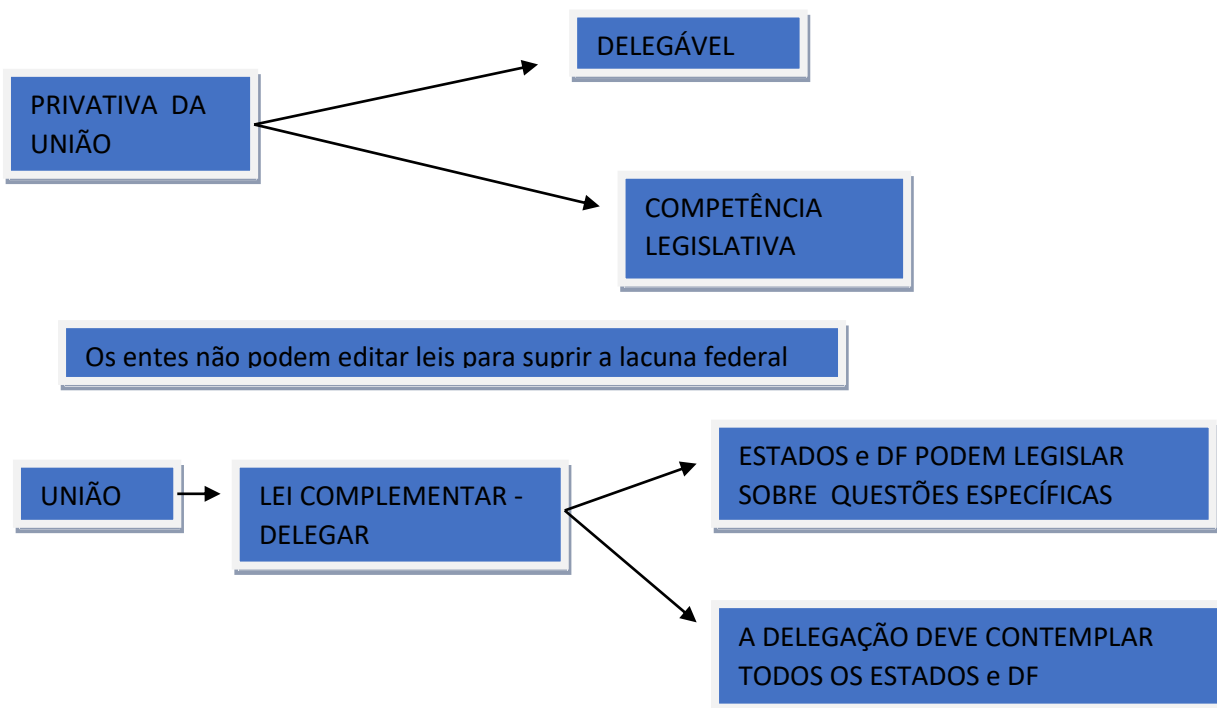 DELEGÁVEL
PRIVATIVA DA
UNIÃO
COMPETÊNCIA
LEGISLATIVA
Os entes não podem editar leis para suprir a lacuna federal
UNIÃO
LEI COMPLEMENTAR -
DELEGAR
ESTADOS e DF PODEM LEGISLAR
SOBRE QUESTÕES ESPECÍFICAS
A DELEGAÇÃO DEVE CONTEMPLAR
TODOS OS ESTADOS e DF